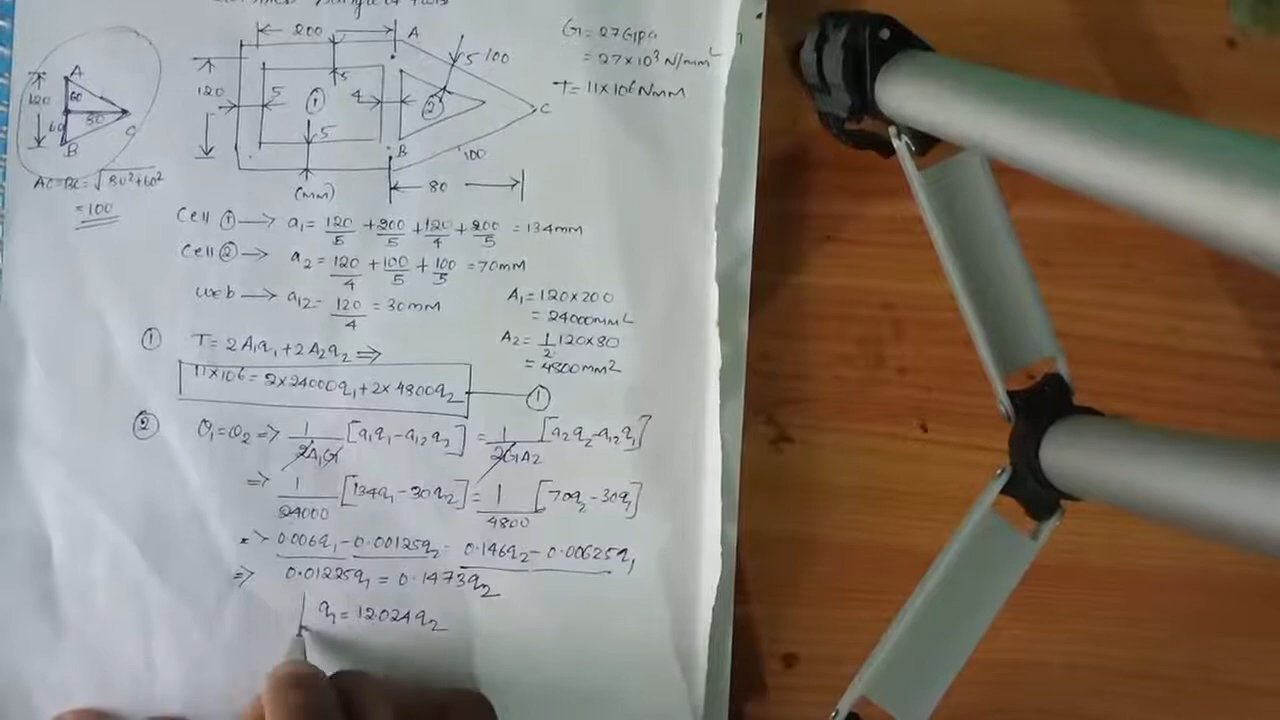 200
A
5
5 100
120
5
①
4
②
C
5
B
100
(mm)
80
G = 27GPa
= 27×10³ N/mm²
T = 11×10⁶ Nmm
A
120
60
80
60
C
B
AC=BC=√80²+60²
= 100
Cell ① → a₁ = 120/5 + 200/5 + 120/4 + 200/5 = 134mm
Cell ② → a₂ = 120/4 + 100/5 + 100/5 = 70mm
web → a₁₂ = 120/4 = 30mm
A₁ = 120×200
= 24000mm²
A₂ = 1/2 120×80
= 4800mm²
① T = 2A₁q₁ + 2A₂q₂ ⇒
11×106 = 2×24000q₁ + 2×4800q₂ ①
② θ₁=θ₂ ⇒ 1/2A₁G [a₁q₁ - a₁₂q₂] = 1/2GA₂ [a₂q₂ - a₁₂q₁]
⇒ 1/24000 [134q₁ - 30q₂] = 1/4800 [70q₂ - 30q₁]
⇒ 0.006q₁ - 0.00125q₂ = 0.146q₂ - 0.00625q₁
⇒ 0.01225q₁ = 0.1473q₂
q₁ = 12.024q₂